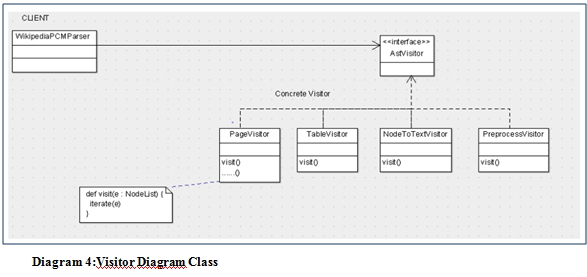 CLIENT
WikipediaPCMParser
<<interface>>
AstVisitor
Concrete Visitor
PageVisitor
TableVisitor
NodeToTextVisitor
PreprocessVisitor
visit()
......()
visit()
visit()
visit()
def visit(e : NodeList) {
iterate(e)
}
Diagram 4:Visitor Diagram Class